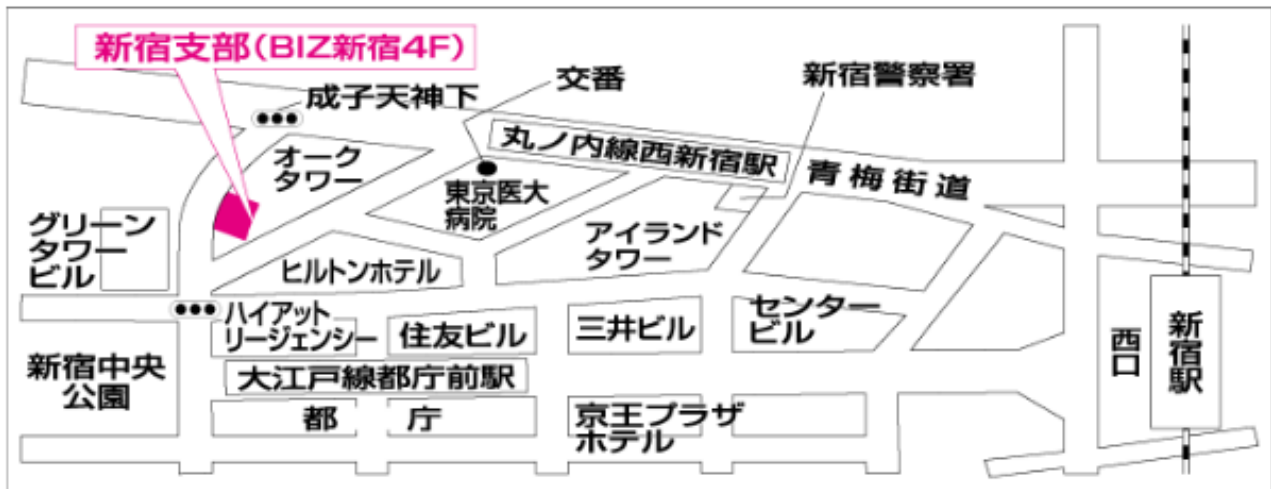 新宿支部(BIZ新宿4F)
成子天神下
交番
新宿警察署
丸ノ内線西新宿駅
青梅街道
オーク
タワー
東京医大
病院
グリーン
タワー
ビル
アイランド
タワー
ヒルトンホテル
ハイアット
リージェンシー
住友ビル
三井ビル
センター
ビル
西口
新宿駅
新宿中央
公園
大江戸線都庁前駅
都庁
京王プラザ
ホテル